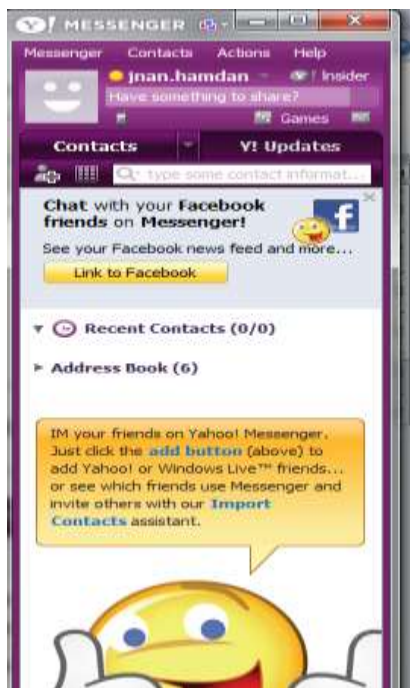 Y! MESSENGER
Messenger Contacts Actions Help
jnan.hamdan Y! Insider
Have something to share?
Games
Contacts Y! Updates
type some contact informat...
Chat with your Facebook
friends on Messenger!
See your Facebook news feed and more...
Link to Facebook
Recent Contacts (0/0)
Address Book (6)
IM your friends on Yahoo! Messenger.
Just click the add button (above) to
add Yahoo! or Windows Live™ friends...
or see which friends use Messenger and
invite others with our Import
Contacts assistant.